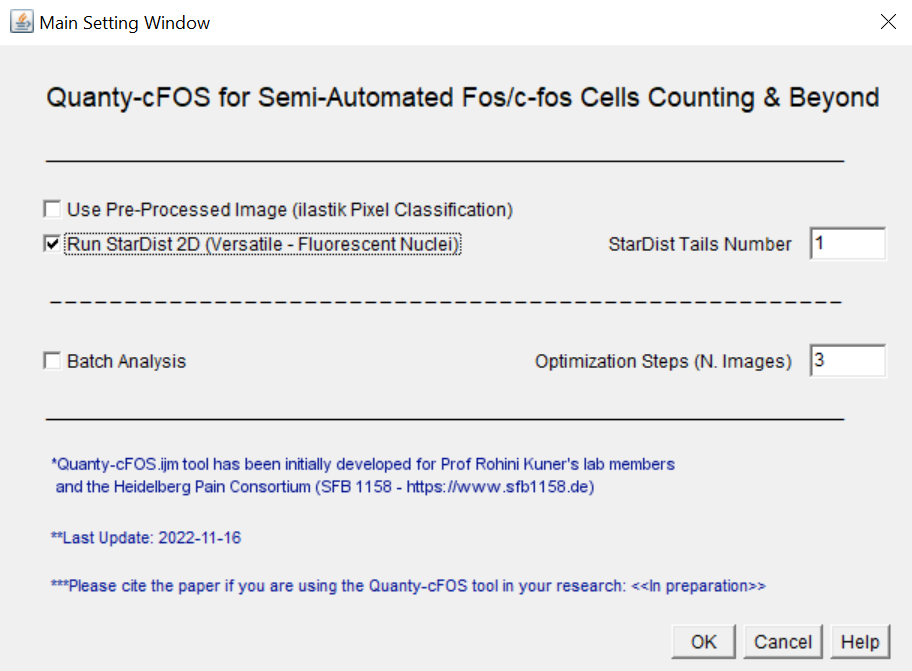 Main Setting Window
Quanty-cFOS for Semi-Automated Fos/c-fos Cells Counting & Beyond
Use Pre-Processed Image (ilastik Pixel Classification)
Run StarDist 2D (Versatile - Fluorescent Nuclei) StarDist Tails Number 1
Batch Analysis Optimization Steps (N. Images) 3
*Quanty-cFOS.ijm tool has been initially developed for Prof Rohini Kuner's lab members
and the Heidelberg Pain Consortium (SFB 1158 - https://www.sfb1158.de)
**Last Update: 2022-11-16
***Please cite the paper if you are using the Quanty-cFOS tool in your research: <<In preparation>>
OK Cancel Help